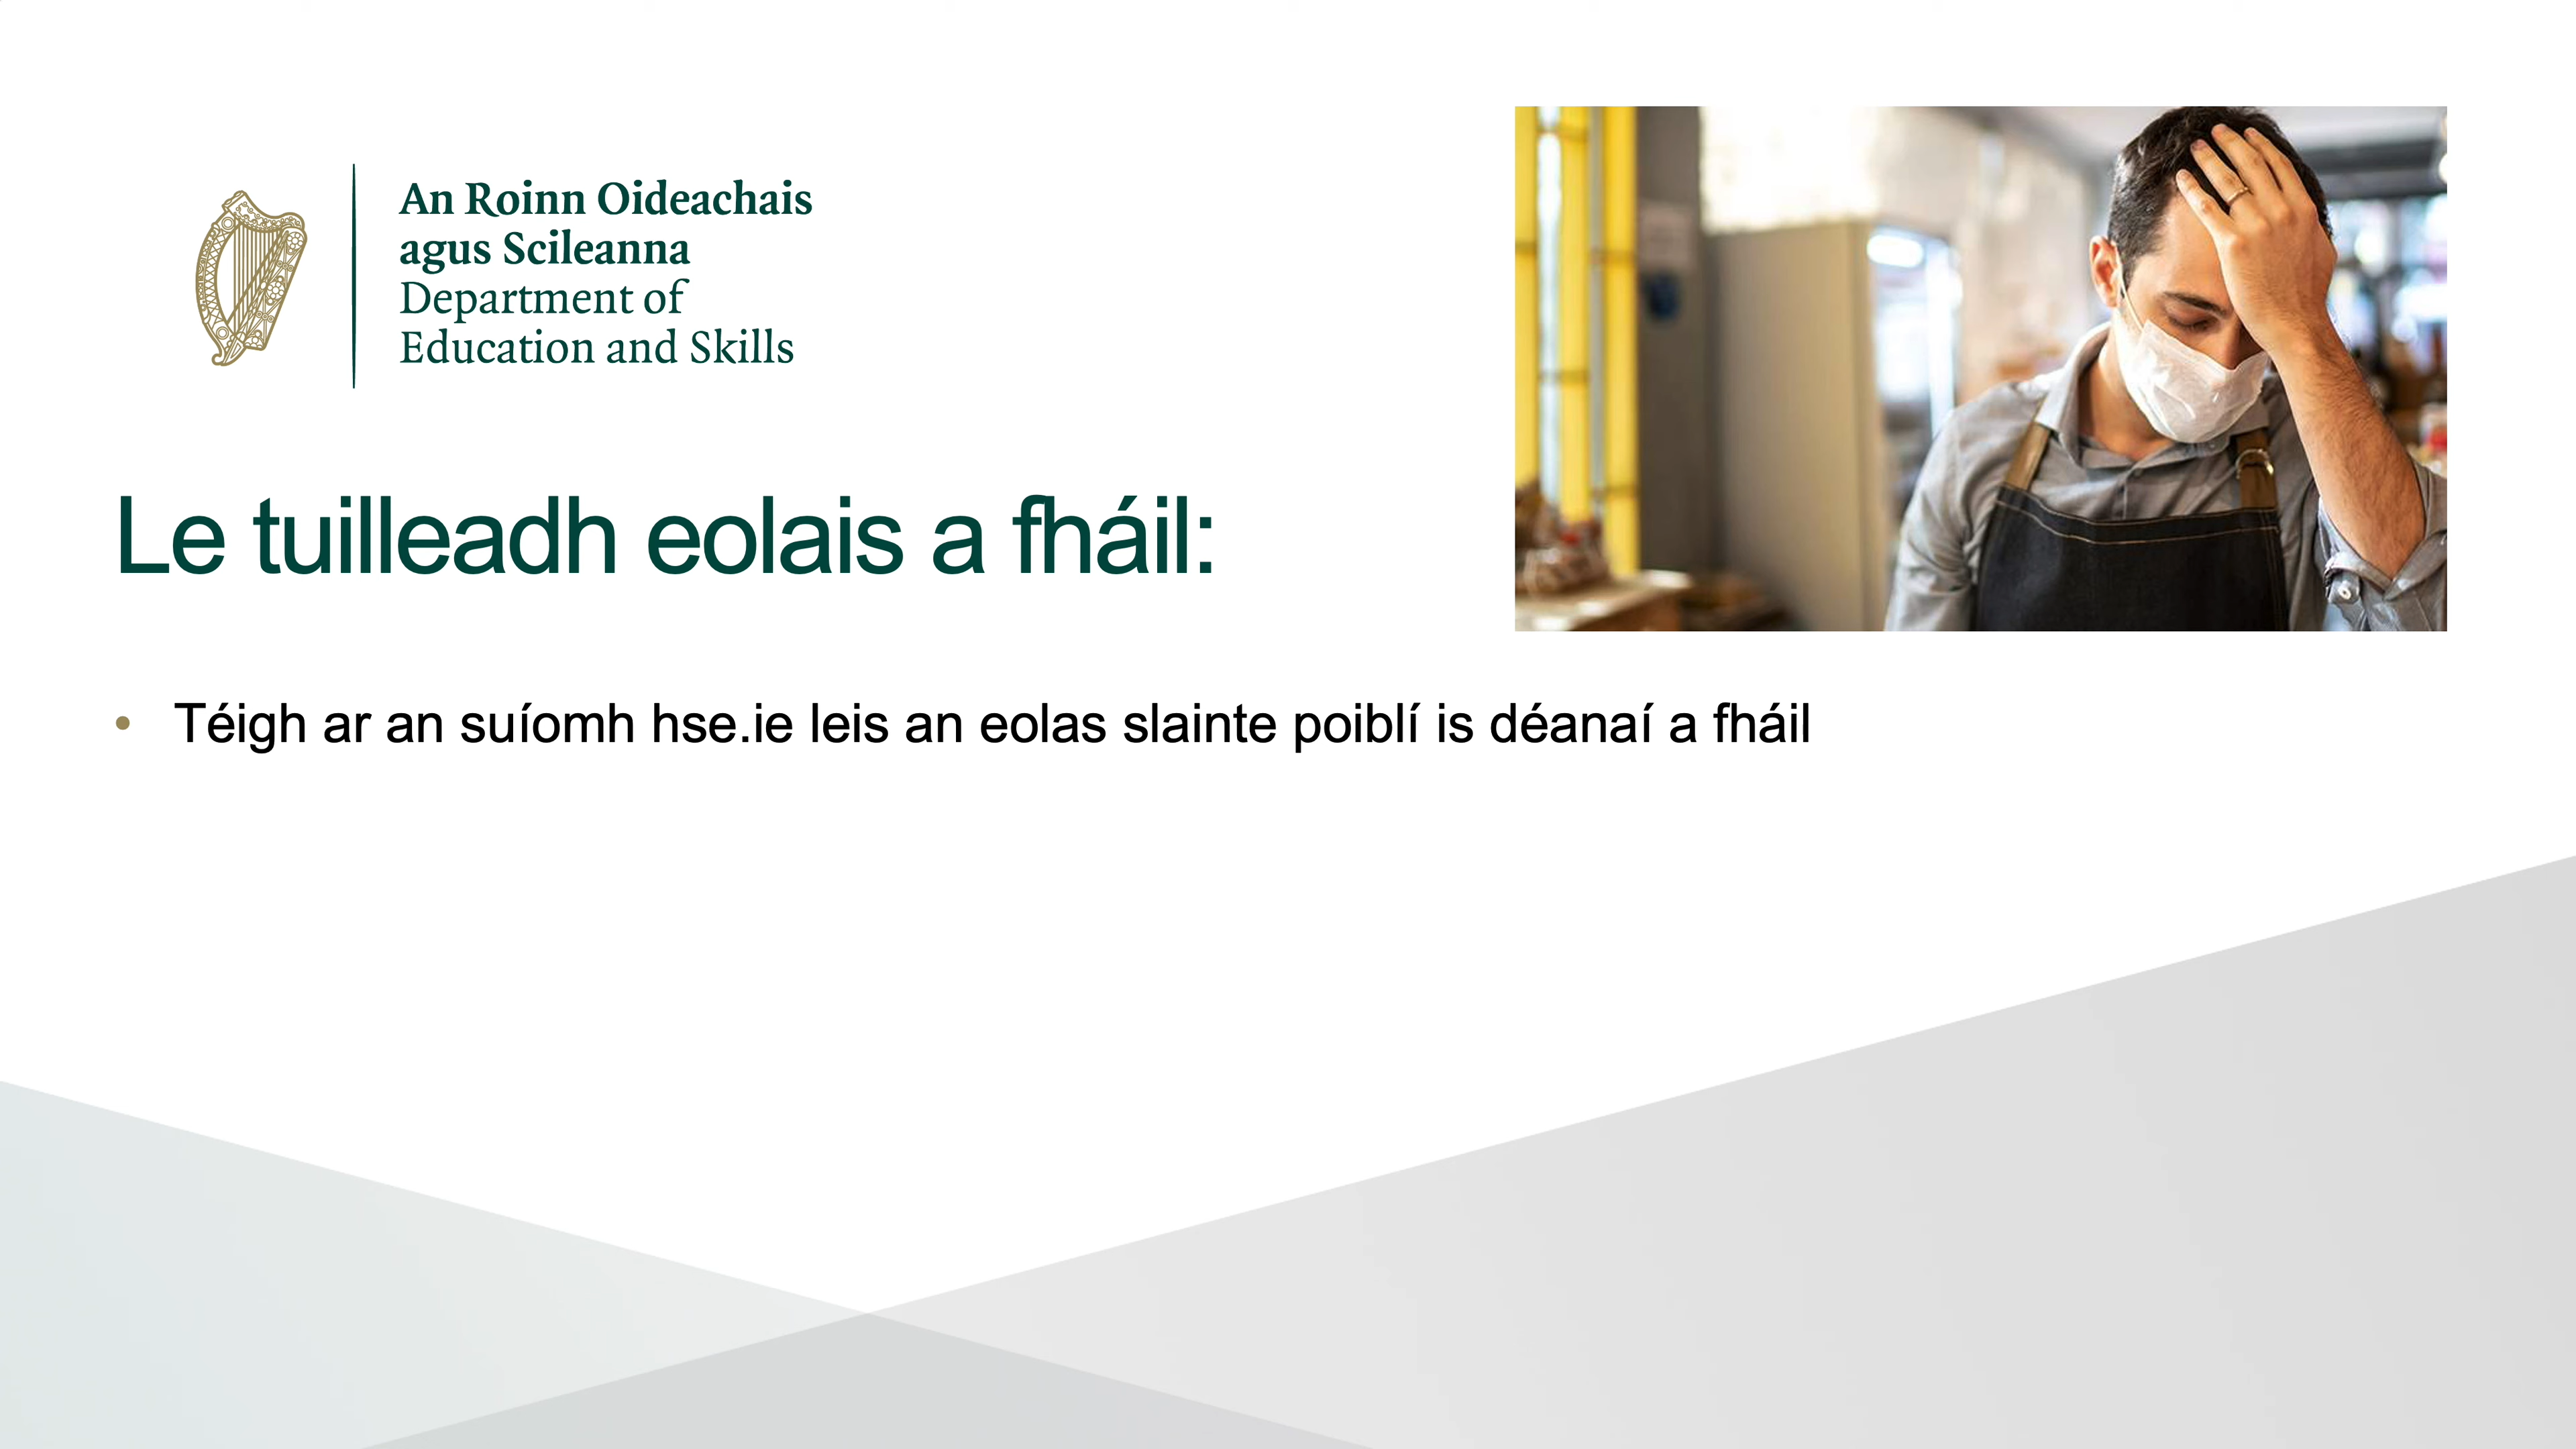 An Roinn Oideachais
agus Scileanna
Department of
Education and Skills
Le tuilleadh eolais a fháil:
• Téigh ar an suíomh hse.ie leis an eolas slainte poiblí is déanaí a fháil